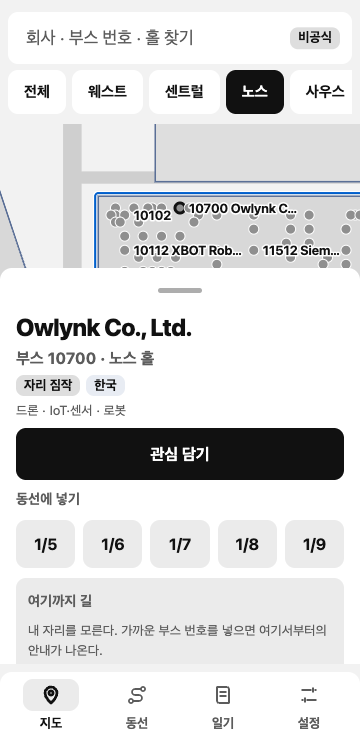 회사 · 부스 번호 · 홀 찾기
비공식
전체
웨스트
센트럴
노스
사우스
10102
10700 Owlynk C...
10112 XBOT Rob...
11512 Siem...
Owlynk Co., Ltd.
부스 10700 · 노스 홀
자리 짐작
한국
드론 · IoT·센서 · 로봇
관심 담기
동선에 넣기
1/5
1/6
1/7
1/8
1/9
여기까지 길
내 자리를 모른다. 가까운 부스 번호를 넣으면 여기서부터의
안내가 나온다.
지도
동선
일기
설정